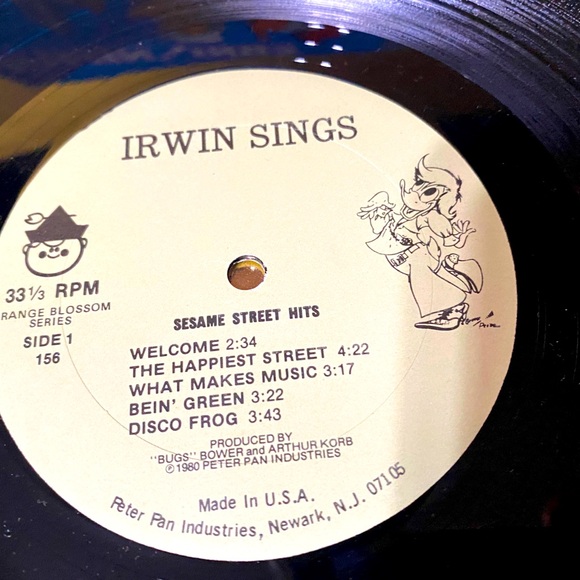 IRWIN SINGS
33 1/3 RPM
RANGE BLOSSOM
SERIES
SIDE 1
156
SESAME STREET HITS
WELCOME 2:34
THE HAPPIEST STREET 4:22
WHAT MAKES MUSIC 3:17
BEIN' GREEN 3:22
DISCO FROG 3:43
PRODUCED BY
"BUGS" BOWER and ARTHUR KORB
℗1980 PETER PAN INDUSTRIES
Made In U.S.A.
Peter Pan Industries, Newark, N.J. 07105